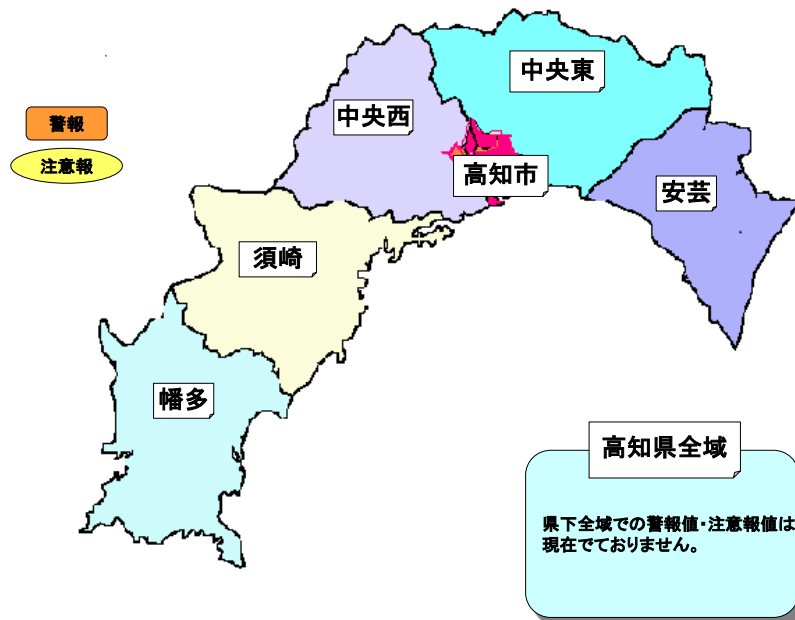 中央東
警報
中央西
注意報
高知市
安芸
須崎
幡多
高知県全域
県下全域での警報値・注意報値は
現在でておりません。